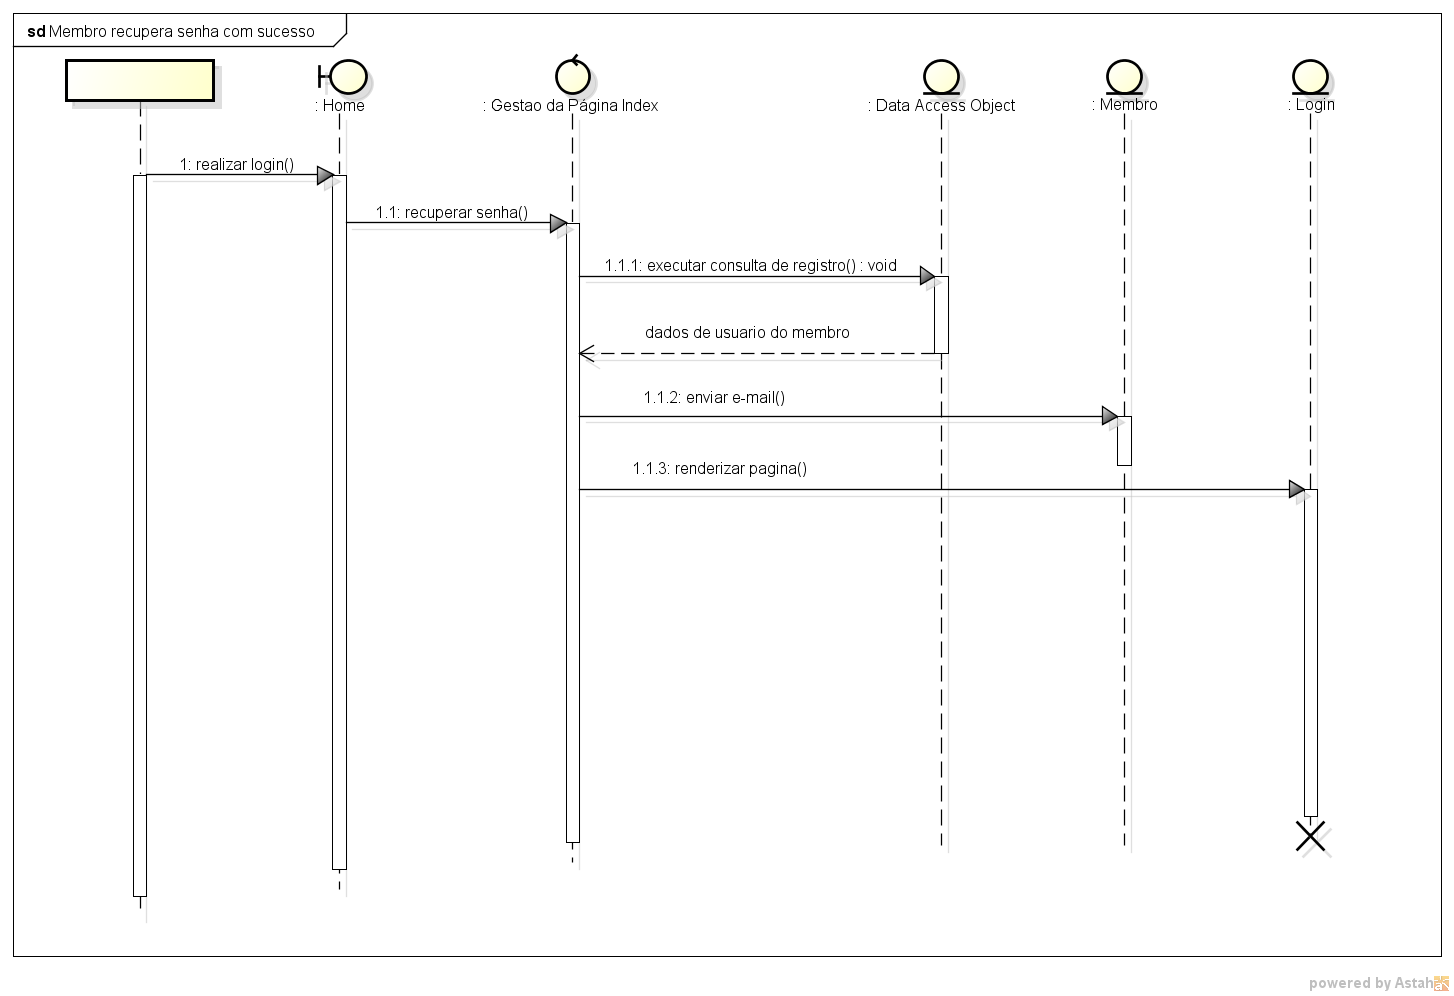 sd Membro recupera senha com sucesso
: Home
: Gestao da Página Index
: Data Access Object
: Membro
: Login
1: realizar login()
1.1: recuperar senha()
1.1.1: executar consulta de registro() : void
dados de usuario do membro
1.1.2: enviar e-mail()
1.1.3: renderizar pagina()
powered by Astah